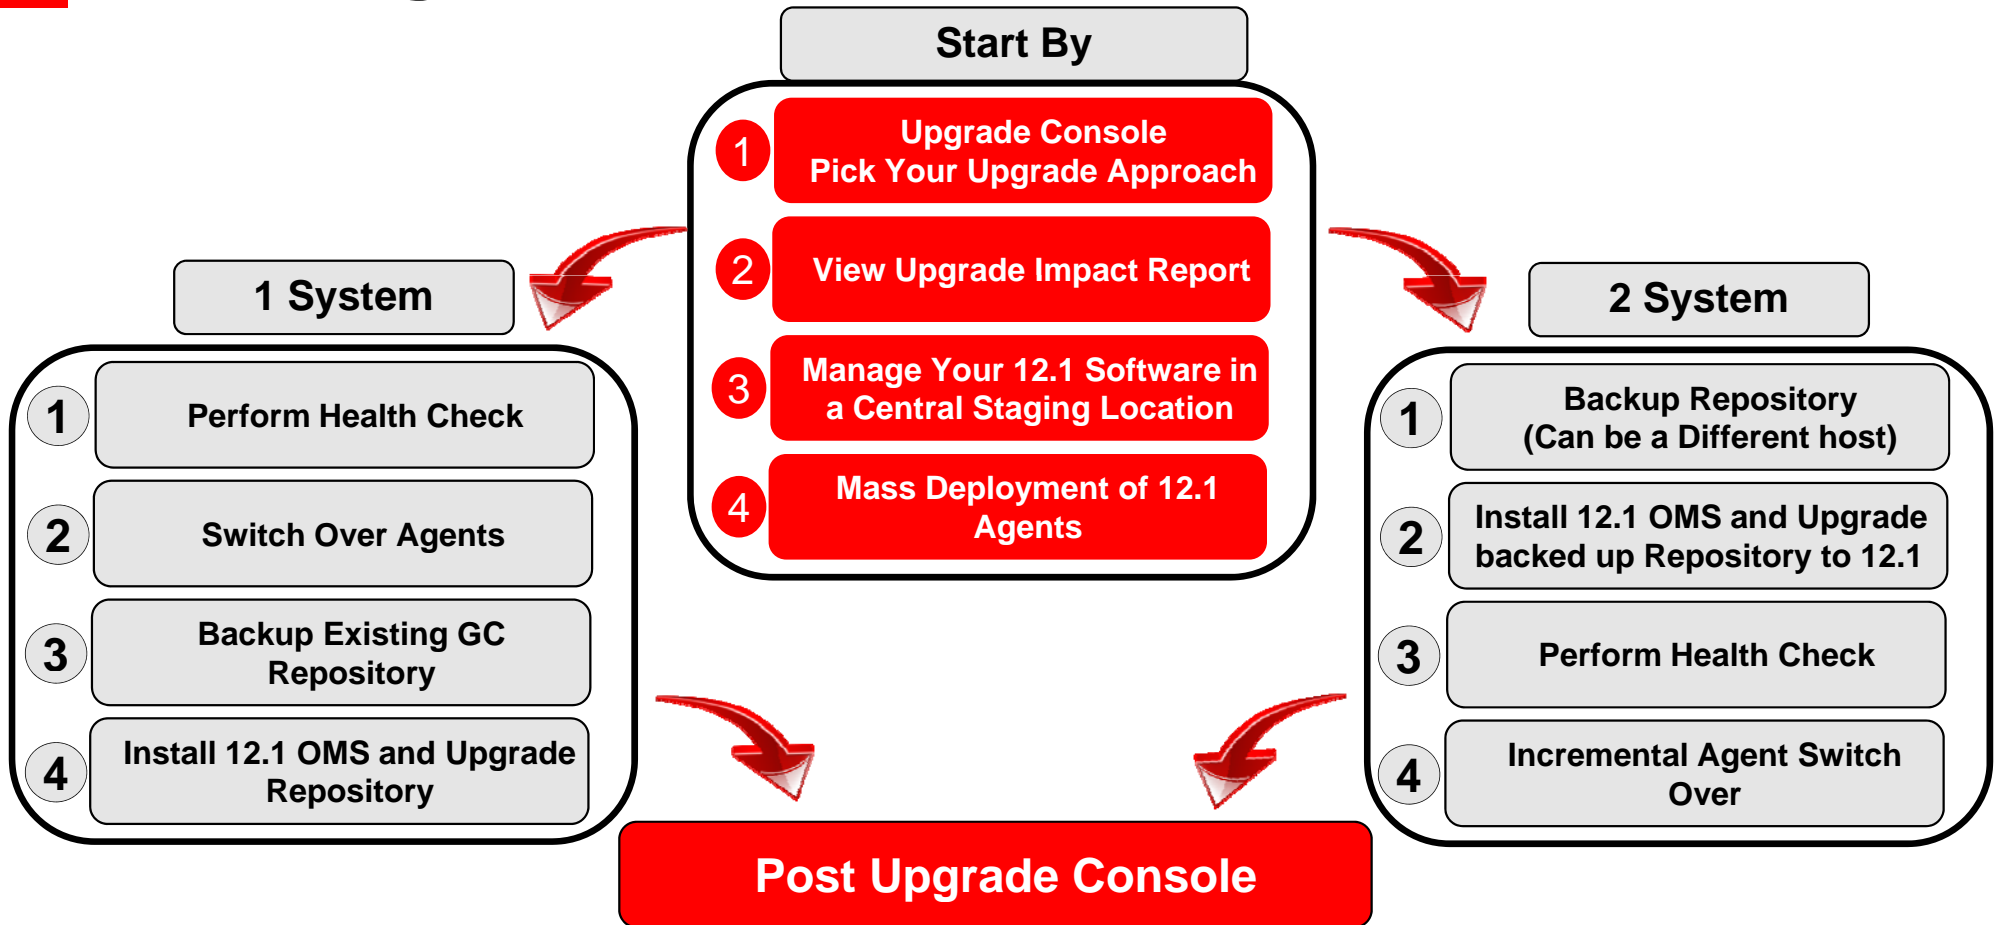 Start By
1
Upgrade Console
Pick Your Upgrade Approach
2
View Upgrade Impact Report
3
Manage Your 12.1 Software in
a Central Staging Location
4
Mass Deployment of 12.1
Agents
1 System
1
Perform Health Check
2
Switch Over Agents
3
Backup Existing GC
Repository
4
Install 12.1 OMS and Upgrade
Repository
2 System
1
Backup Repository
(Can be a Different host)
2
Install 12.1 OMS and Upgrade
backed up Repository to 12.1
3
Perform Health Check
4
Incremental Agent Switch
Over
Post Upgrade Console